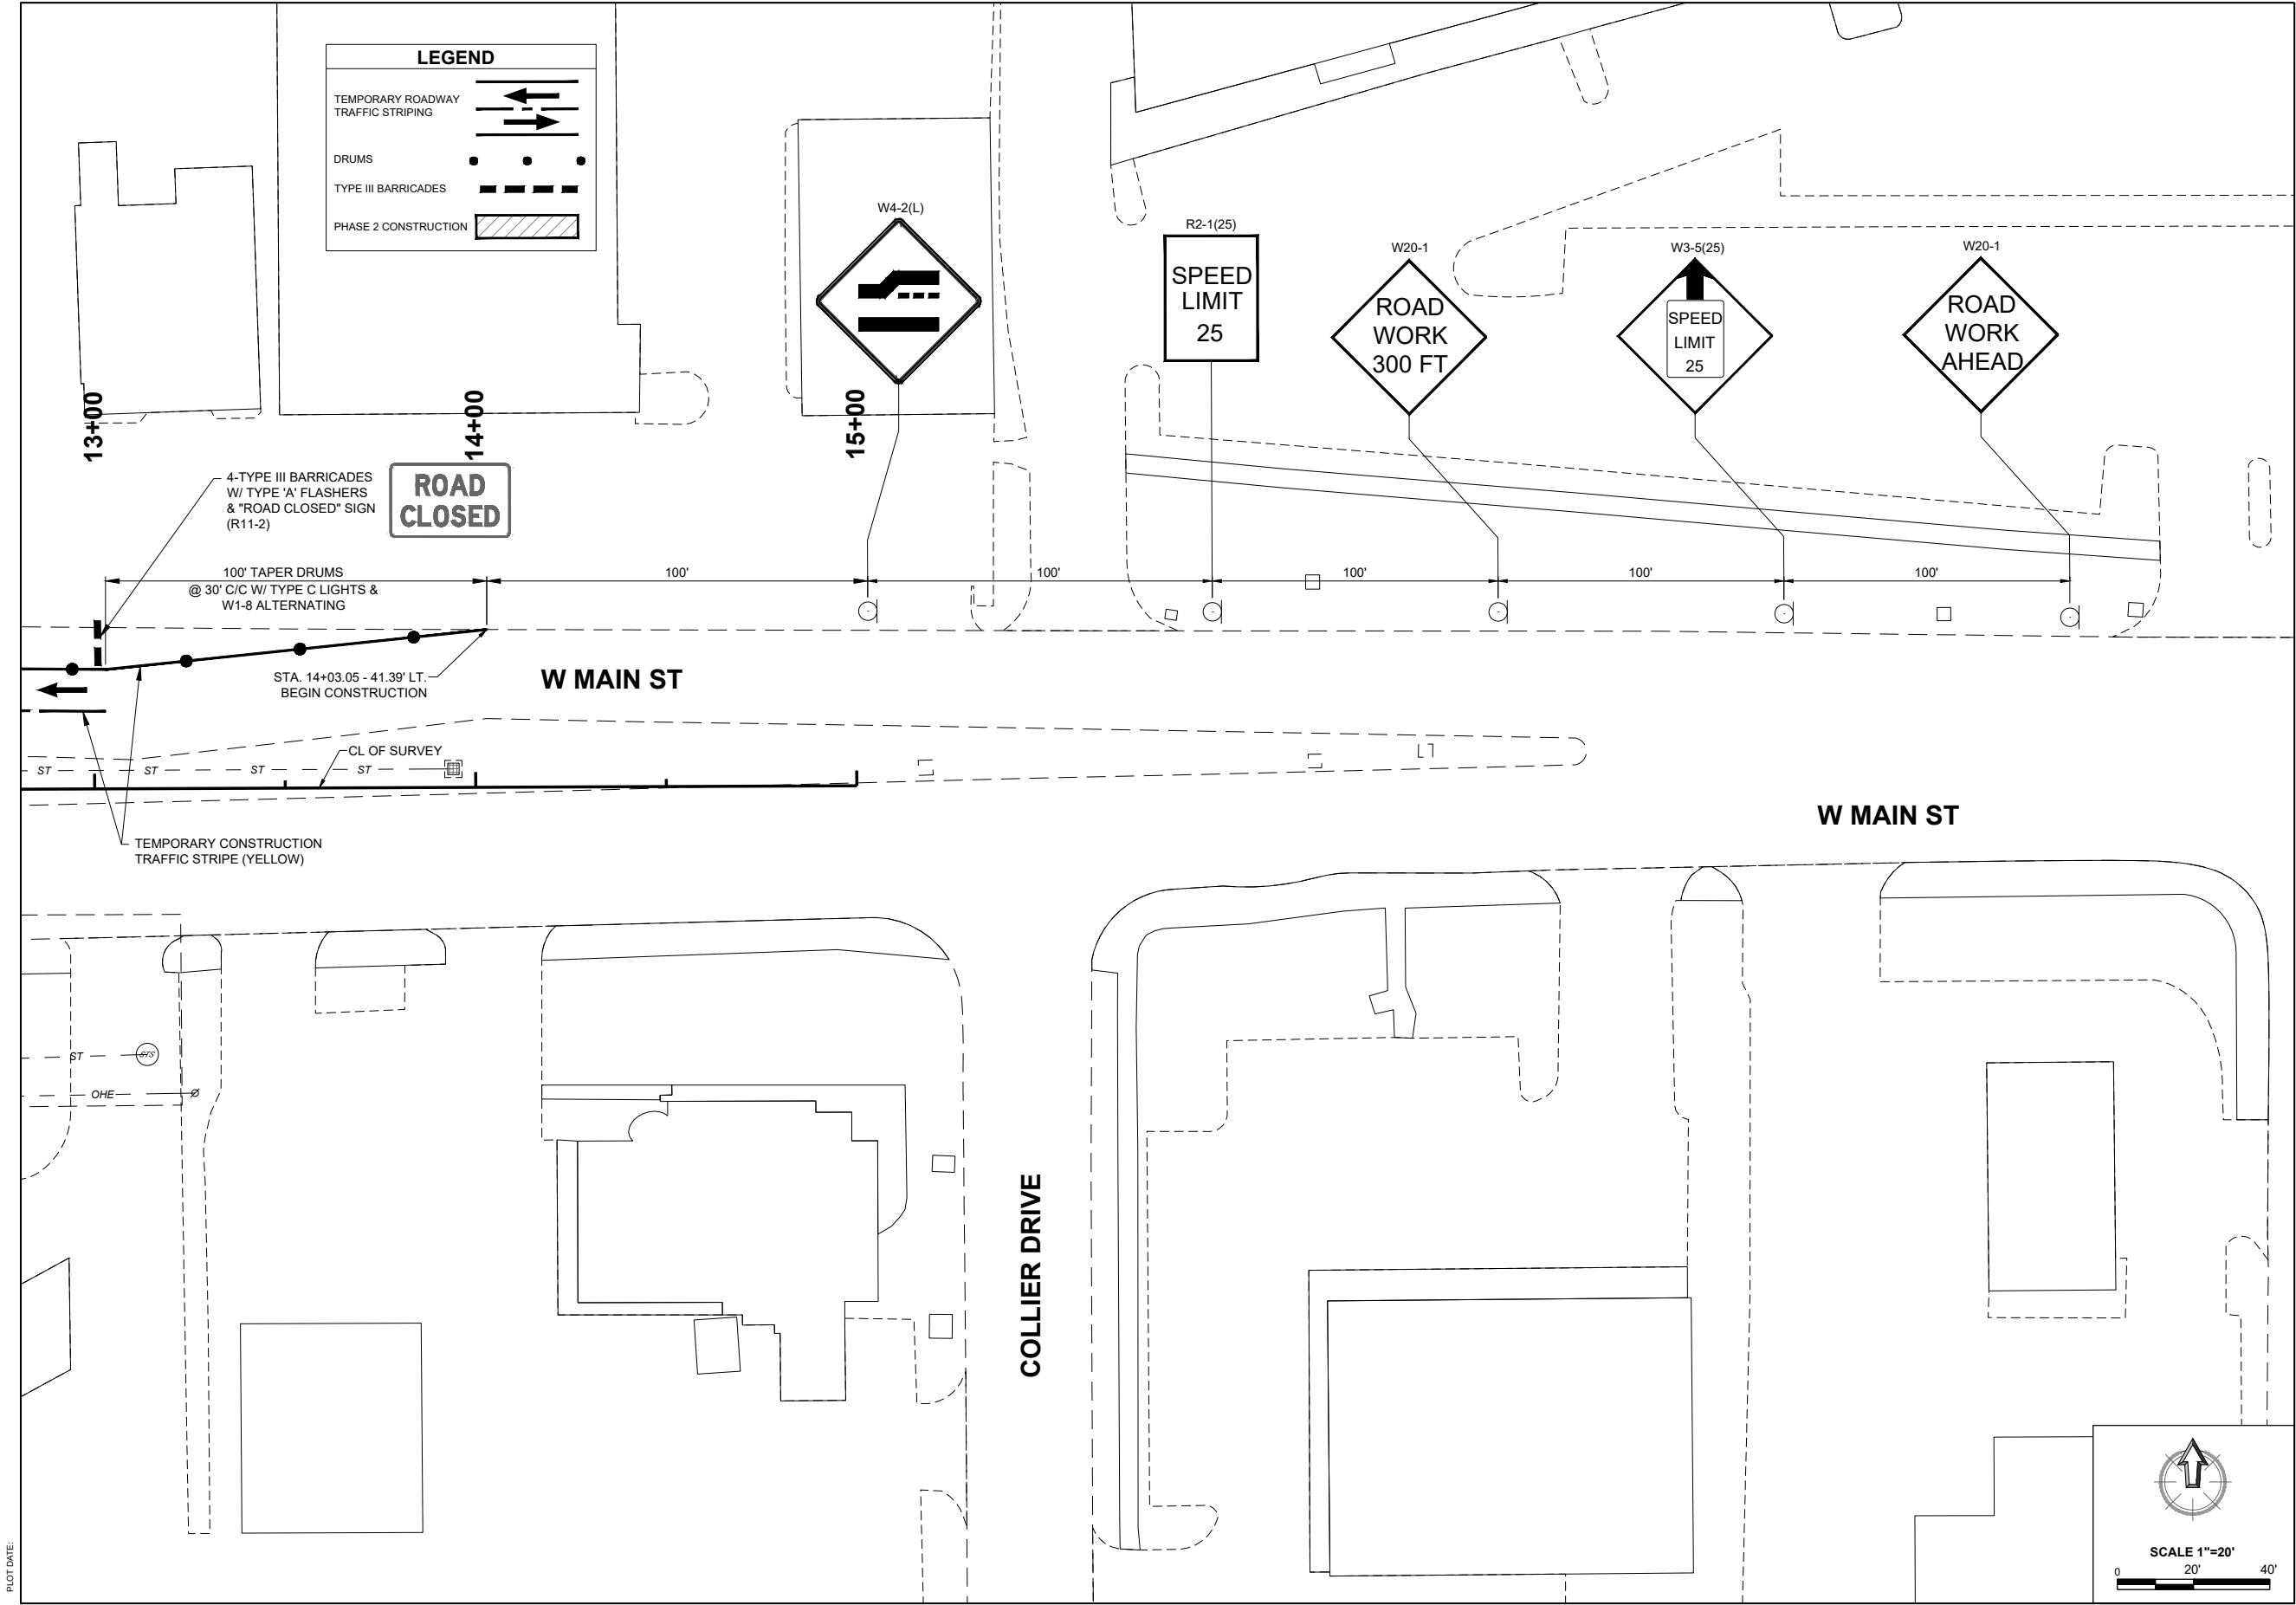 LEGEND
TEMPORARY ROADWAY
TRAFFIC STRIPING
DRUMS
TYPE III BARRICADES
PHASE 2 CONSTRUCTION
W4-2(L)
R2-1(25)
SPEED
LIMIT
25
W20-1
ROAD
WORK
300 FT
W3-5(25)
SPEED
LIMIT
25
W20-1
ROAD
WORK
AHEAD
13+00
14+00
15+00
4-TYPE III BARRICADES
W/ TYPE 'A' FLASHERS
& "ROAD CLOSED" SIGN
(R11-2)
ROAD
CLOSED
100' TAPER DRUMS
@ 30' C/C W/ TYPE C LIGHTS &
W1-8 ALTERNATING
100'
100'
100'
100'
100'
STA. 14+03.05 - 41.39' LT.
BEGIN CONSTRUCTION
W MAIN ST
CL OF SURVEY
ST
ST
ST
ST
W MAIN ST
TEMPORARY CONSTRUCTION
TRAFFIC STRIPE (YELLOW)
ST
STS
OHE
COLLIER DRIVE
SCALE 1"=20'
0
20'
40'
PLOT DATE: